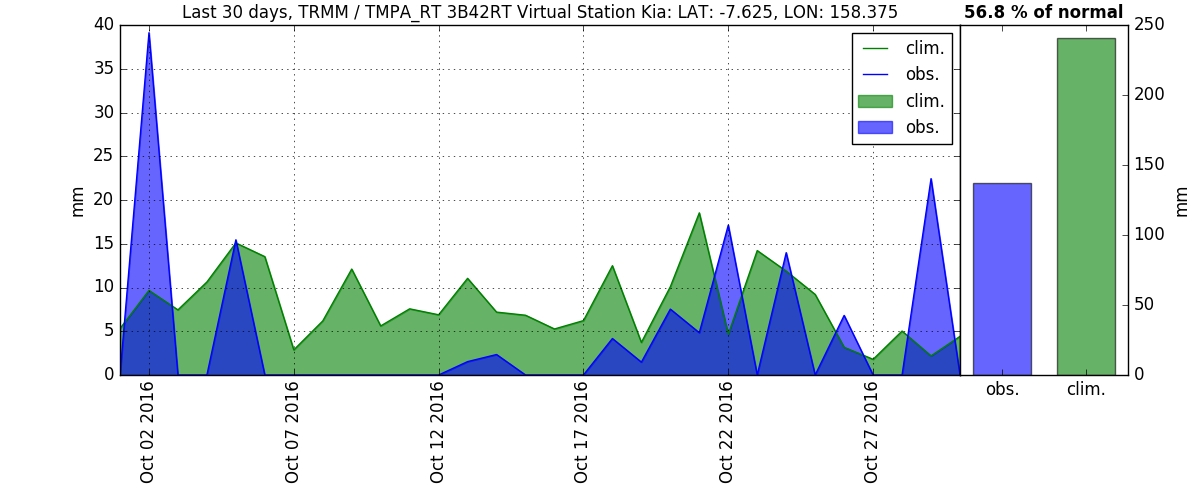 Last 30 days, TRMM / TMPA_RT 3B42RT Virtual Station Kia: LAT: -7.625, LON: 158.375
56.8 % of normal
40
35
30
25
20
15
10
5
0
mm
clim.
obs.
clim.
obs.
250
200
150
100
50
0
mm
Oct 02 2016
Oct 07 2016
Oct 12 2016
Oct 17 2016
Oct 22 2016
Oct 27 2016
obs.
clim.